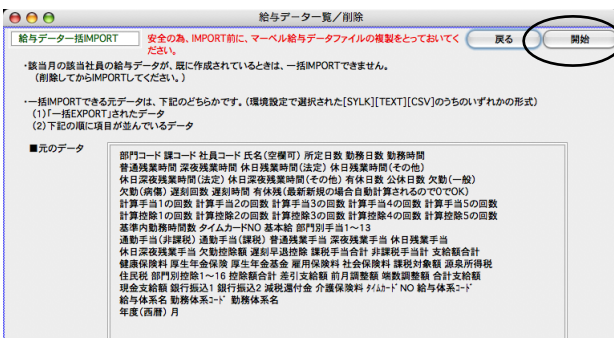 給与データ一覧／削除
給与データ一括IMPORT
安全の為、IMPORT前に、マーベル給与データファイルの複製をとっておいてください。
戻る
開始
・該当月の該当社員の給与データが、既に作成されているときは、一括IMPORTできません。
（削除してからIMPORTしてください。）
・一括IMPORTできる元データは、下記のどちらかです。（環境設定で選択された[SYLK][TEXT][CSV]のうちのいずれかの形式）
(1)「一括EXPORT」されたデータ
(2)下記の順に項目が並んでいるデータ
■元のデータ
部門コード 課コード 社員コード 氏名(空欄可) 所定日数 勤務日数 勤務時間
普通残業時間 深夜残業時間 休日残業時間(法定) 休日残業時間(その他)
休日深夜残業時間(法定) 休日深夜残業時間(その他) 有休日数 公休日数 欠勤(一般)
欠勤(病傷) 遅刻回数 遅刻時間 有休残(最新新規の場合自動計算されるので0でOK)
計算手当1の回数 計算手当2の回数 計算手当3の回数 計算手当4の回数 計算手当5の回数
計算控除1の回数 計算控除2の回数 計算控除3の回数 計算控除4の回数 計算控除5の回数
基準内勤務時間数 タイムカードNO 基本給 部門別手当1～13
通勤手当(非課税) 通勤手当(課税) 普通残業手当 深夜残業手当 休日残業手当
休日深夜残業手当 欠勤控除額 遅刻早退控除 課税手当合計 非課税手当計 支給額合計
健康保険料 厚生年金保険 厚生年金基金 雇用保険料 社会保険料 課税対象額 源泉所得税
住民税 部門別控除1～16 控除額合計 差引支給額 前月調整額 端数調整額 合計支給額
現金支給額 銀行振込1 銀行振込2 減税還付金 介護保険料 ﾀｲﾑｶｰﾄﾞNO 給与体系ｺｰﾄﾞ
給与体系名 勤務体系ｺｰﾄﾞ 勤務体系名
年度(西暦) 月